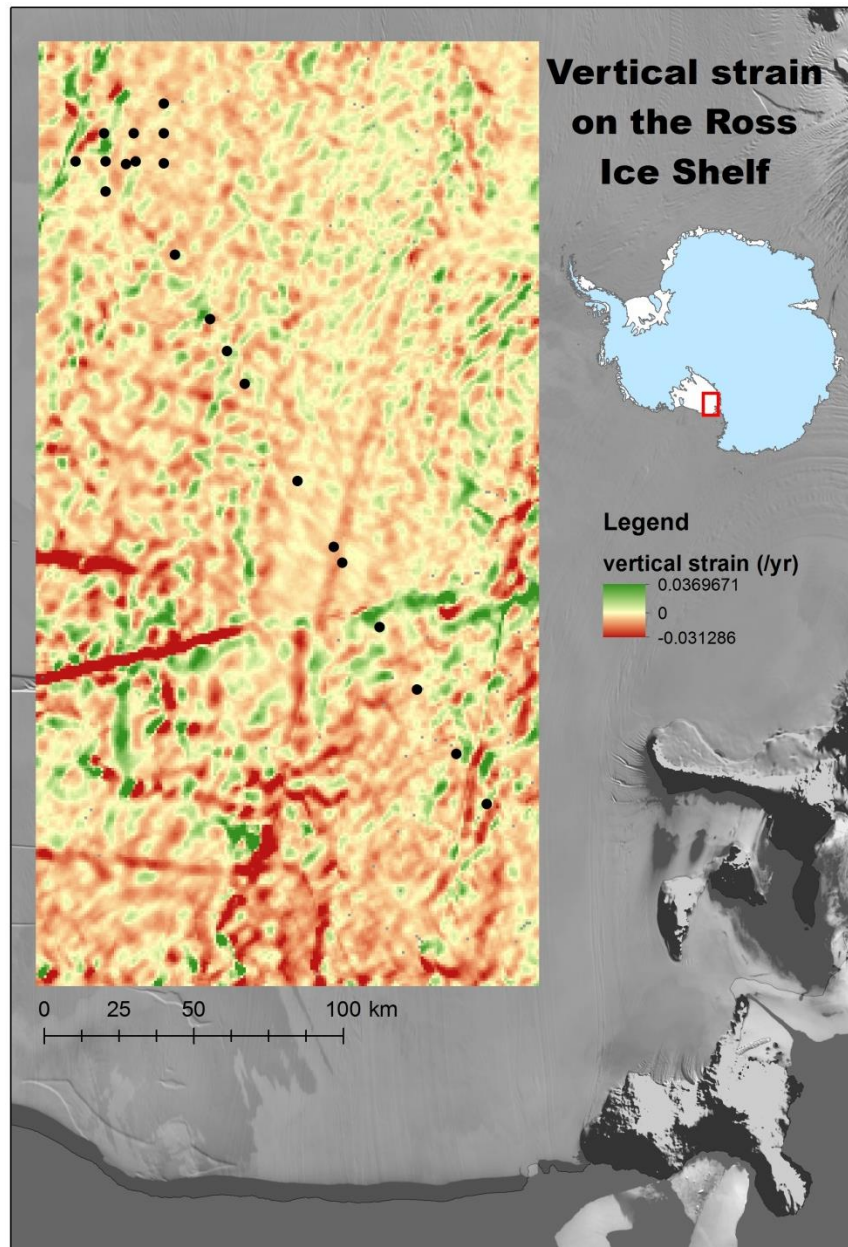 Vertical strain
on the Ross
Ice Shelf
Legend
vertical strain (/yr)
0.0369671
0
-0.031286
0 25 50 100 km